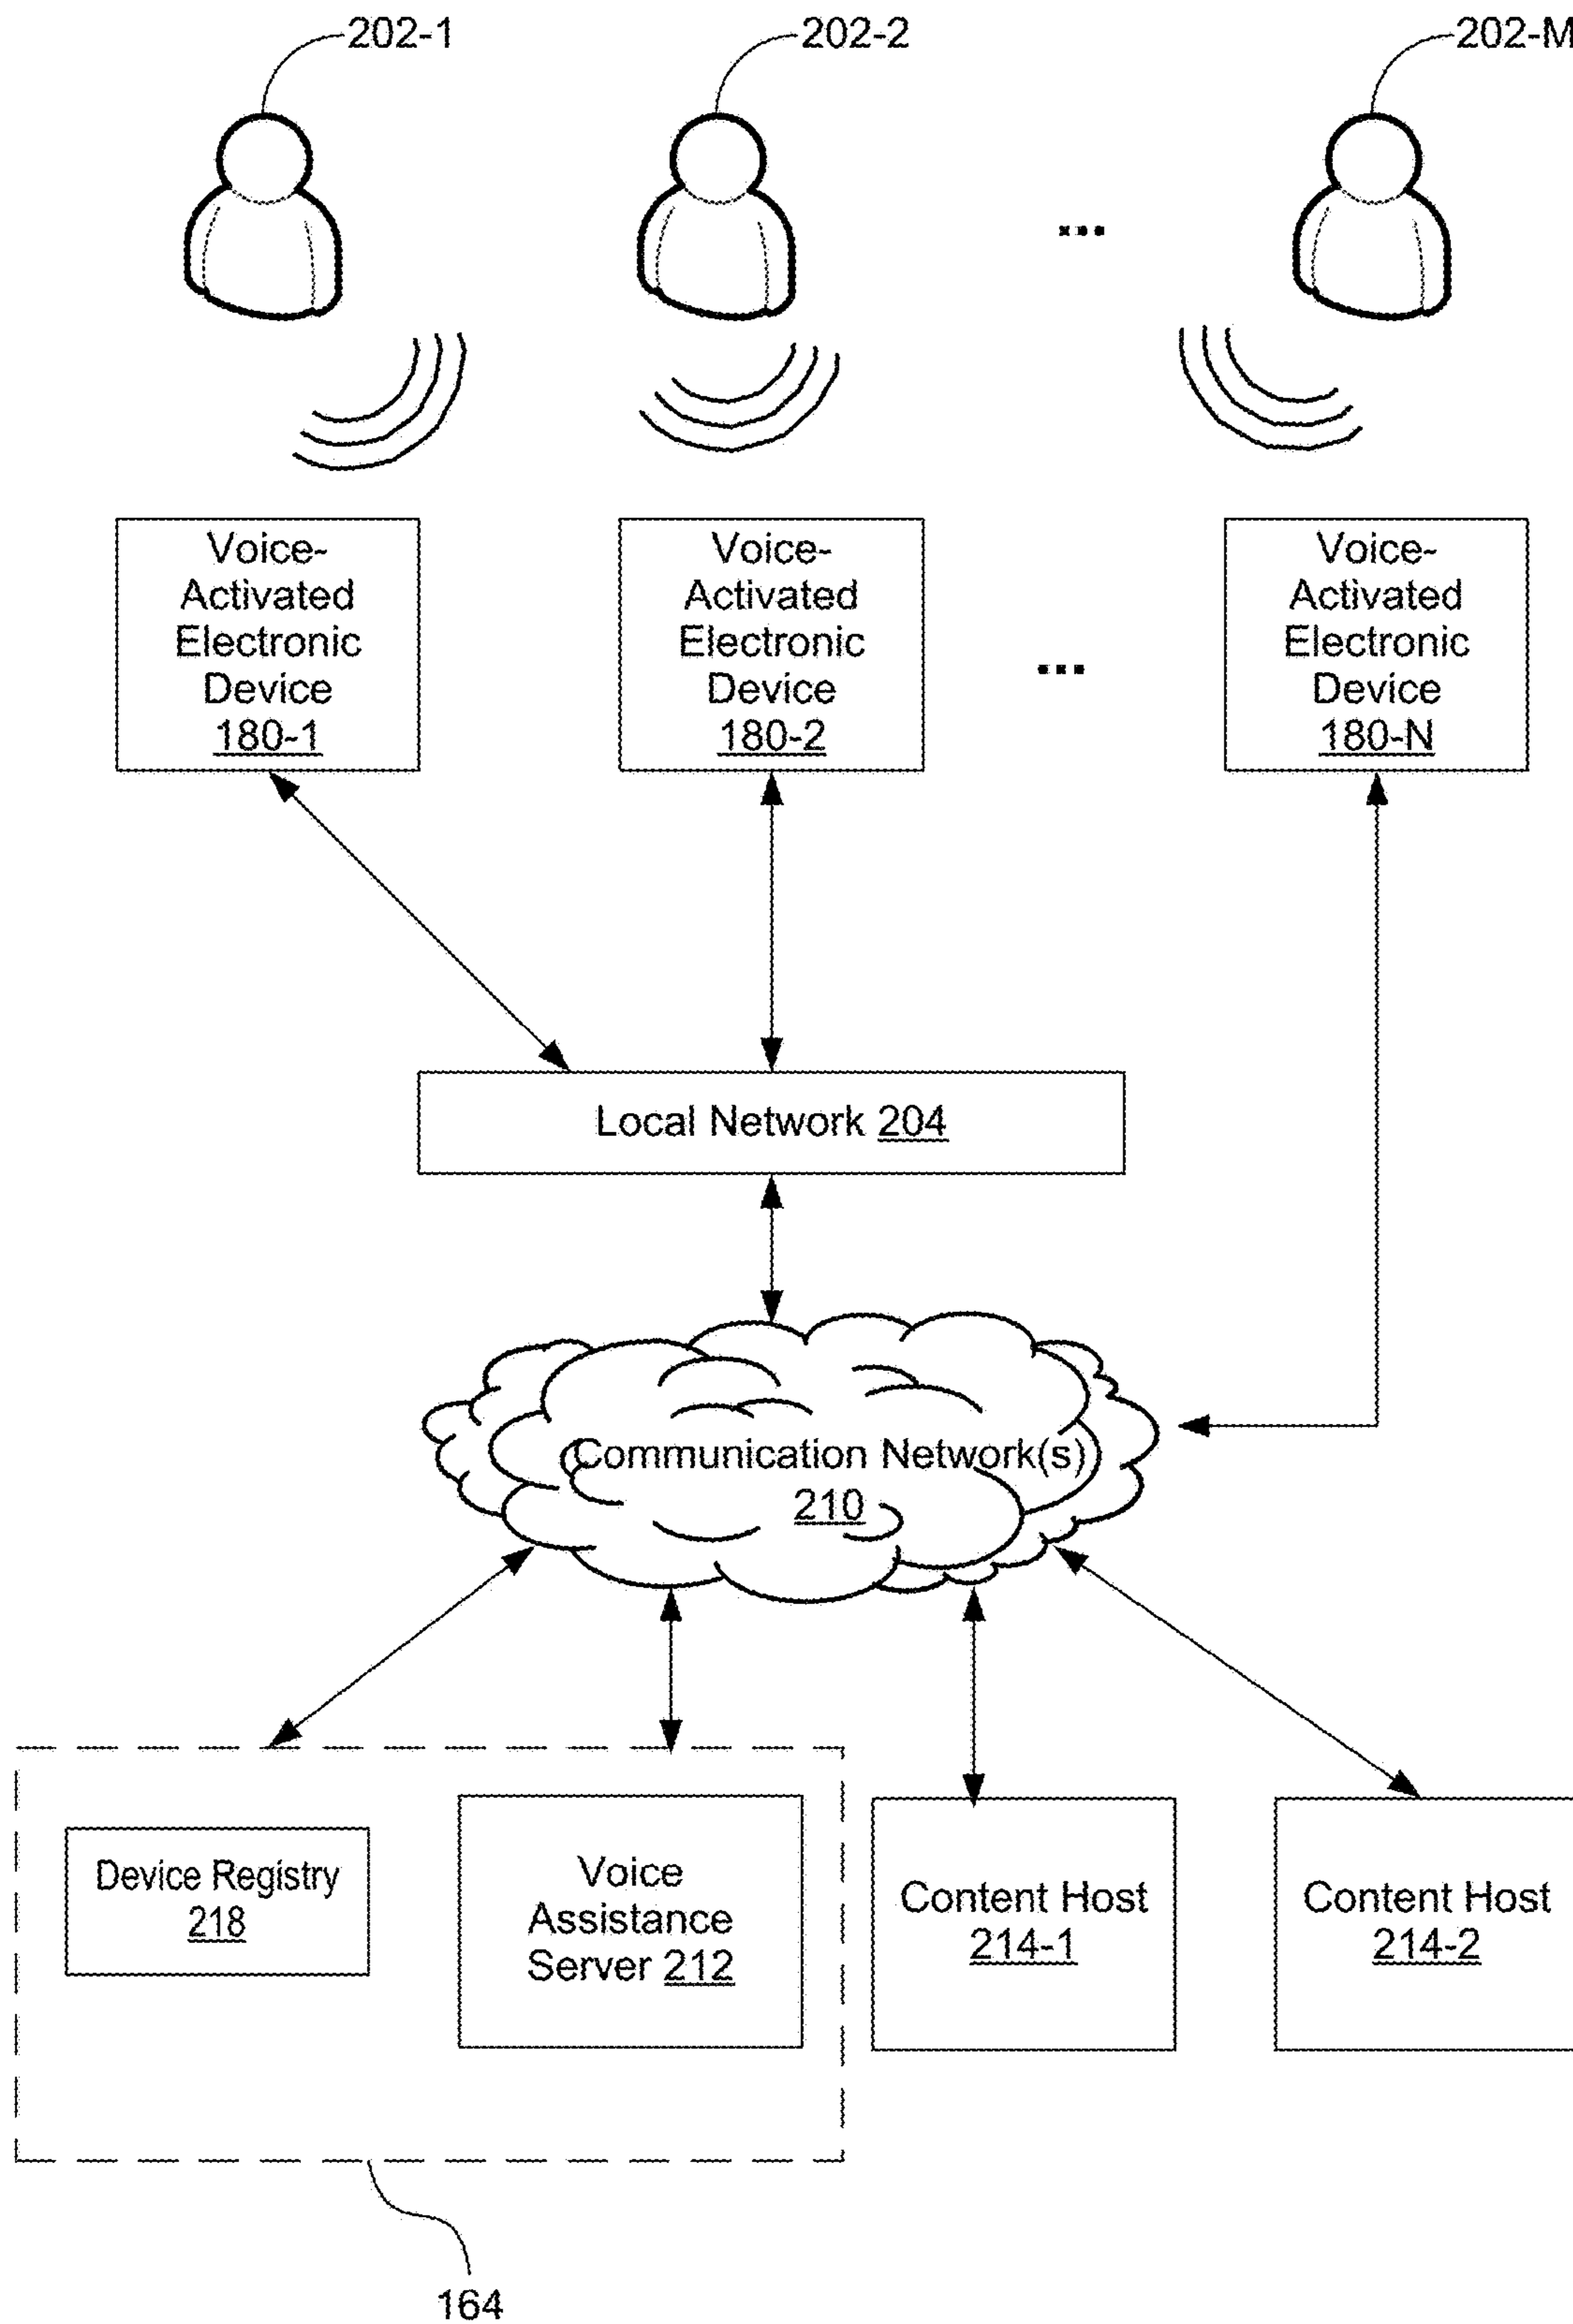 202-1
202-2
202-M
...
Voice-
Activated
Electronic
Device
180-1
Voice-
Activated
Electronic
Device
180-2
...
Voice-
Activated
Electronic
Device
180-N
Local Network 204
Communication Network(s)
210
Device Registry
218
Voice
Assistance
Server 212
Content Host
214-1
Content Host
214-2
164